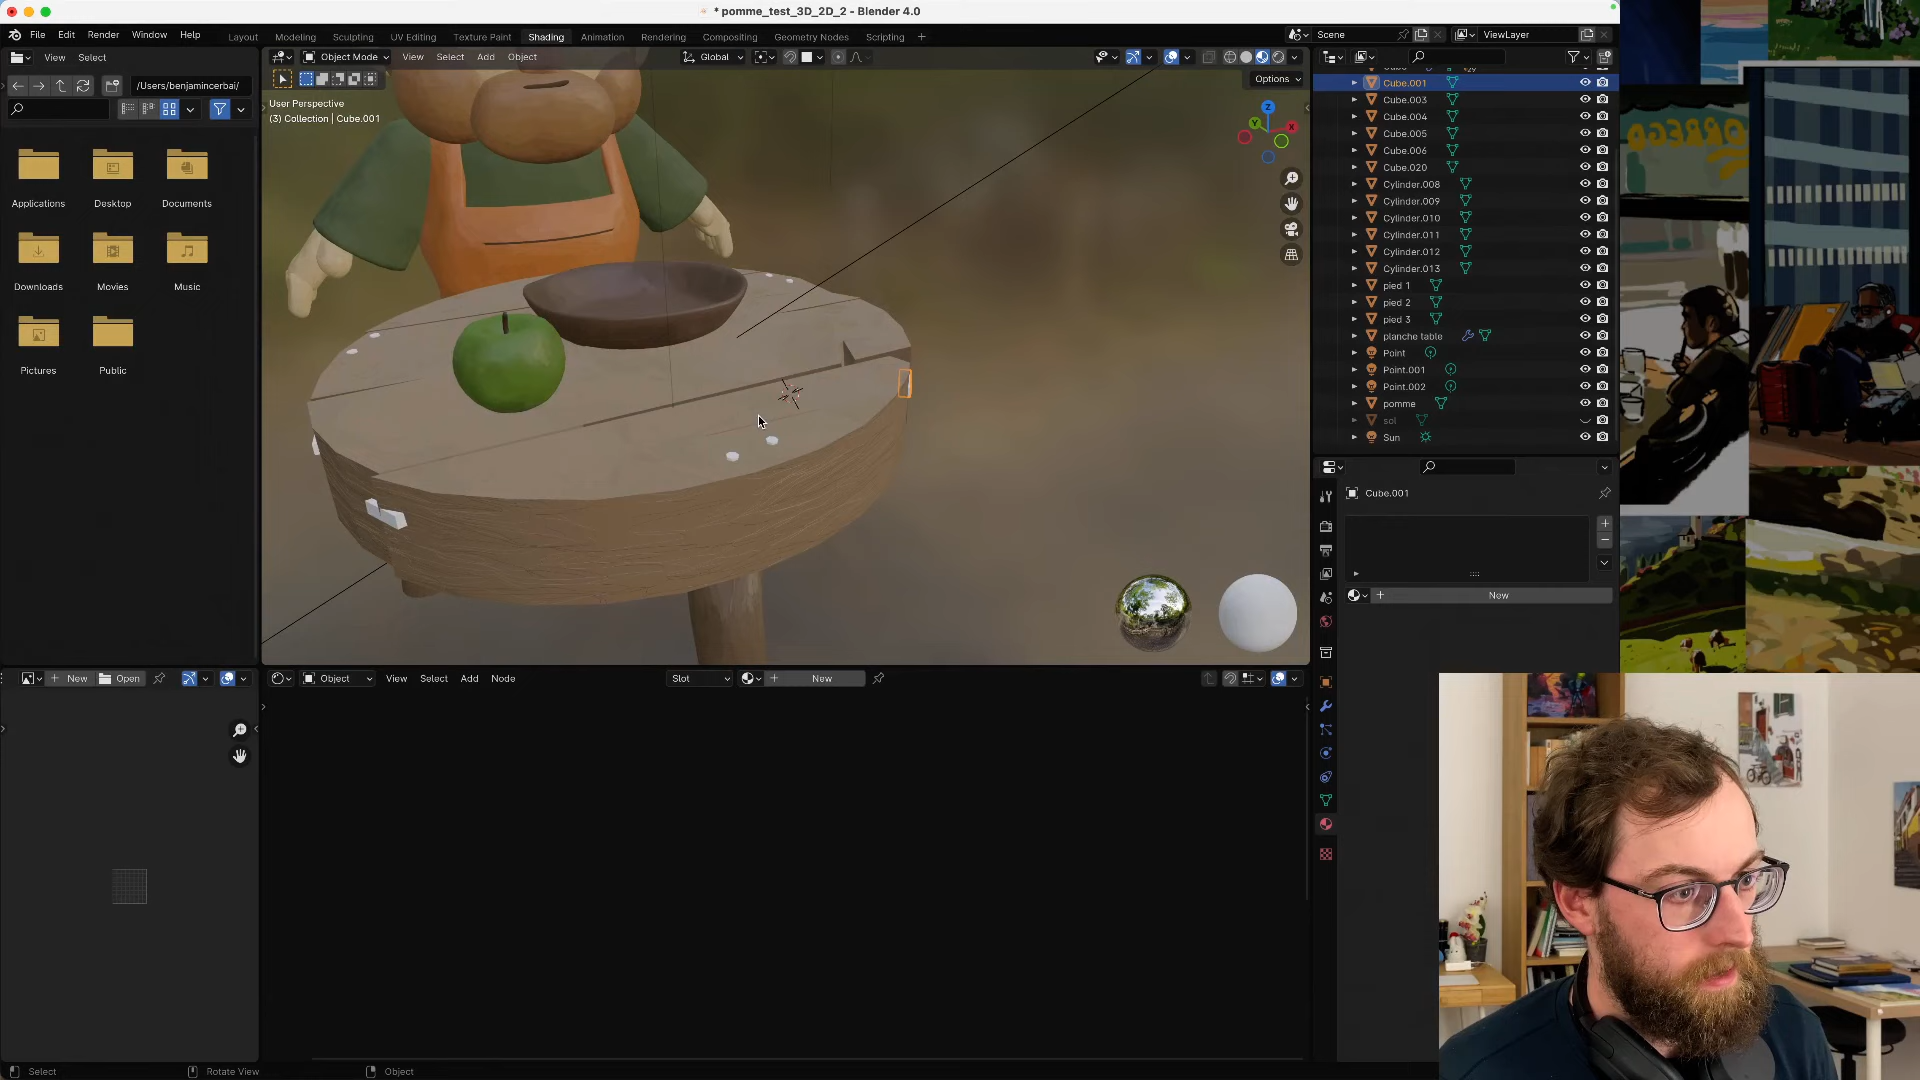 * pomme_test_3D_2D_2 - Blender 4.0
File Edit Render Window Help
Layout Modeling Sculpting UV Editing Texture Paint Shading Animation Rendering Compositing Geometry Nodes Scripting +
Scene ViewLayer
View Select
Object Mode View Select Add Object Global
/Users/benjamincerbai/
Options
User Perspective
(3) Collection | Cube.001
Applications Desktop Documents
Downloads Movies Music
Pictures Public
Z
Y
X
Cube.001
Cube.003
Cube.004
Cube.005
Cube.006
Cube.020
Cylinder.008
Cylinder.009
Cylinder.010
Cylinder.011
Cylinder.012
Cylinder.013
pied 1
pied 2
pied 3
planche table
Point
Point.001
Point.002
pomme
sol
Sun
Cube.001
New
New Open
Object View Select Add Node Slot New
Select Rotate View Object